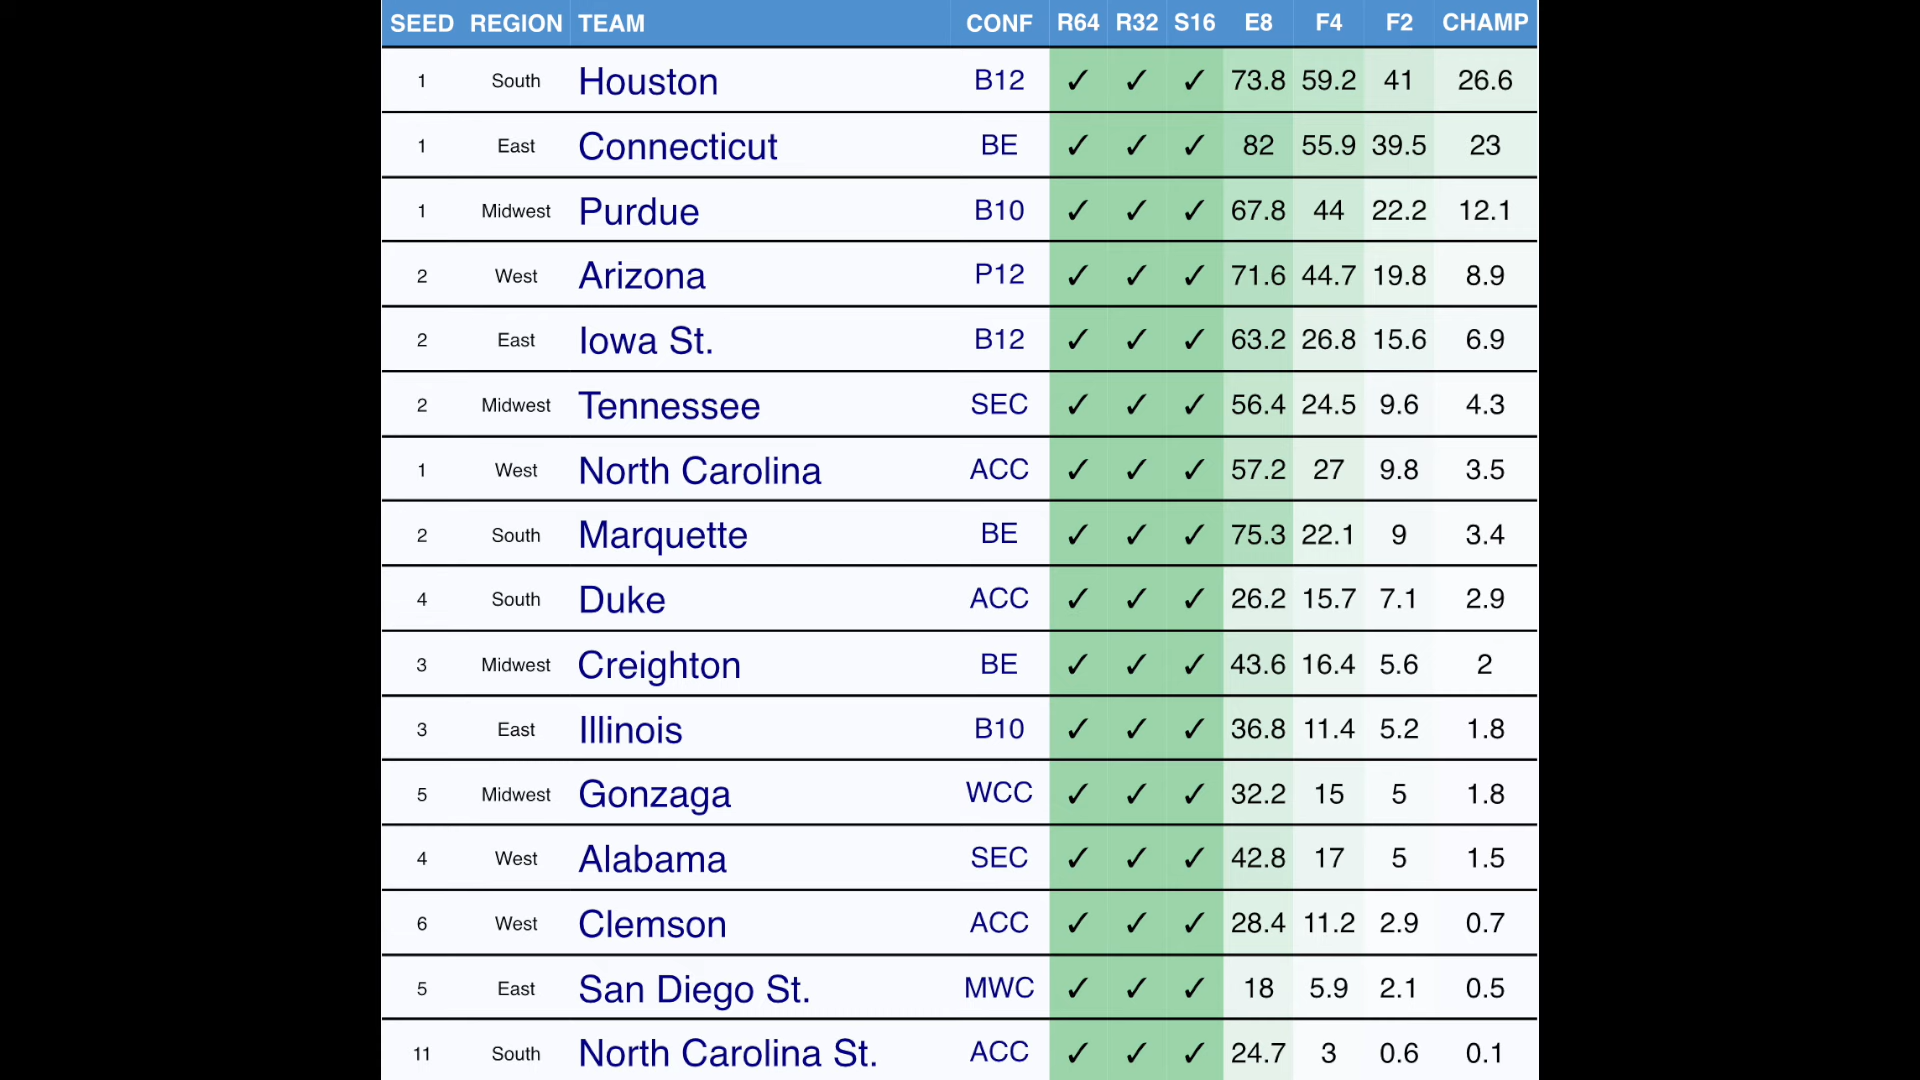 SEED REGION TEAM CONF R64 R32 S16 E8 F4 F2 CHAMP
1 South Houston B12 ✓ ✓ ✓ 73.8 59.2 41 26.6
1 East Connecticut BE ✓ ✓ ✓ 82 55.9 39.5 23
1 Midwest Purdue B10 ✓ ✓ ✓ 67.8 44 22.2 12.1
2 West Arizona P12 ✓ ✓ ✓ 71.6 44.7 19.8 8.9
2 East Iowa St. B12 ✓ ✓ ✓ 63.2 26.8 15.6 6.9
2 Midwest Tennessee SEC ✓ ✓ ✓ 56.4 24.5 9.6 4.3
1 West North Carolina ACC ✓ ✓ ✓ 57.2 27 9.8 3.5
2 South Marquette BE ✓ ✓ ✓ 75.3 22.1 9 3.4
4 South Duke ACC ✓ ✓ ✓ 26.2 15.7 7.1 2.9
3 Midwest Creighton BE ✓ ✓ ✓ 43.6 16.4 5.6 2
3 East Illinois B10 ✓ ✓ ✓ 36.8 11.4 5.2 1.8
5 Midwest Gonzaga WCC ✓ ✓ ✓ 32.2 15 5 1.8
4 West Alabama SEC ✓ ✓ ✓ 42.8 17 5 1.5
6 West Clemson ACC ✓ ✓ ✓ 28.4 11.2 2.9 0.7
5 East San Diego St. MWC ✓ ✓ ✓ 18 5.9 2.1 0.5
11 South North Carolina St. ACC ✓ ✓ ✓ 24.7 3 0.6 0.1